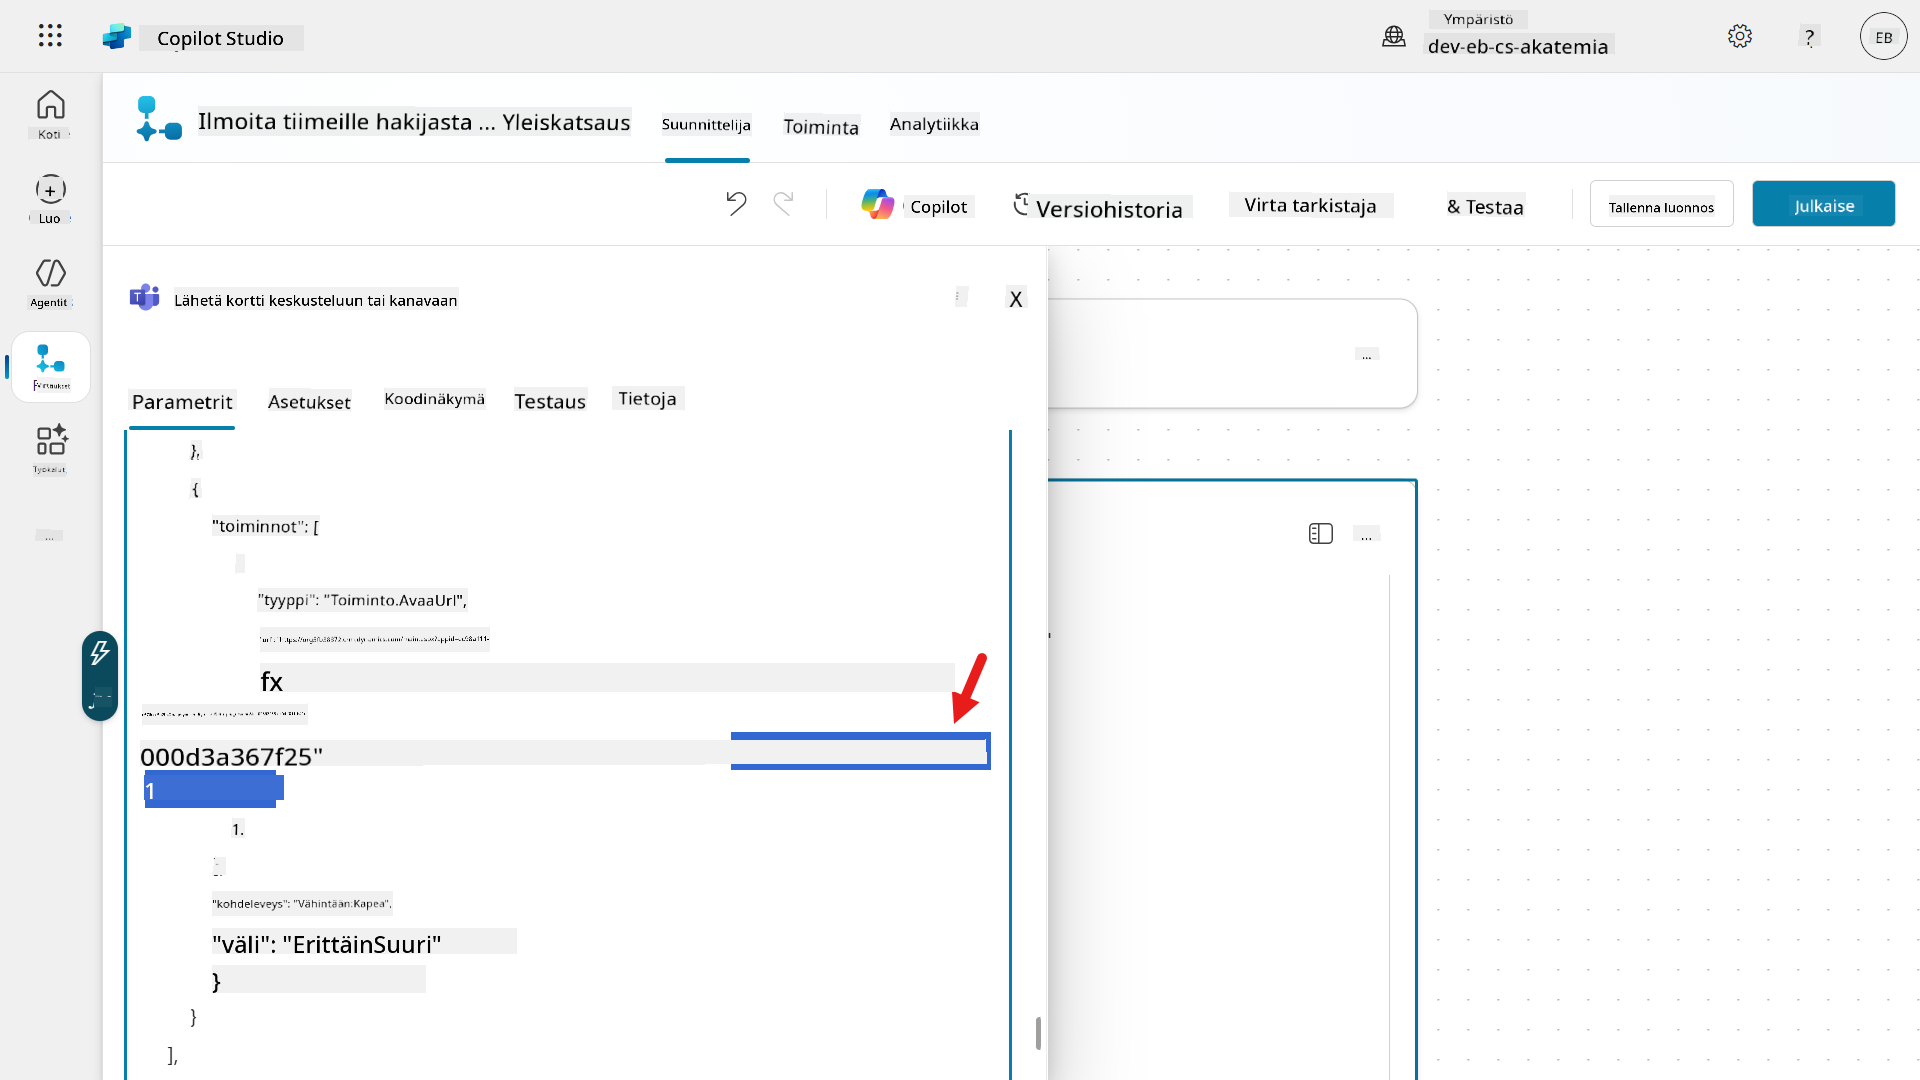 Copilot Studio
Ympäristö
dev-eb-cs-akatemia
?
EB
Koti
Luo
Agentit
Työkalut
...
Ilmoita tiimeille hakijasta ... Yleiskatsaus
Suunnittelija
Toiminta
Analytiikka
Copilot
Versiohistoria
Virta tarkistaja
& Testaa
Tallenna luonnos
Julkaise
Lähetä kortti keskusteluun tai kanavaan
X
Parametrit
Asetukset
Koodinäkymä
Testaus
Tietoja
},
{
"toiminnot": [
"tyyppi": "Toiminto.AvaaUrl",
fx
000d3a367f25"
1
1.
"kohdeleveys": "Vähintään:Kapea",
"väli": "ErittäinSuuri"
}
}
],
...
...